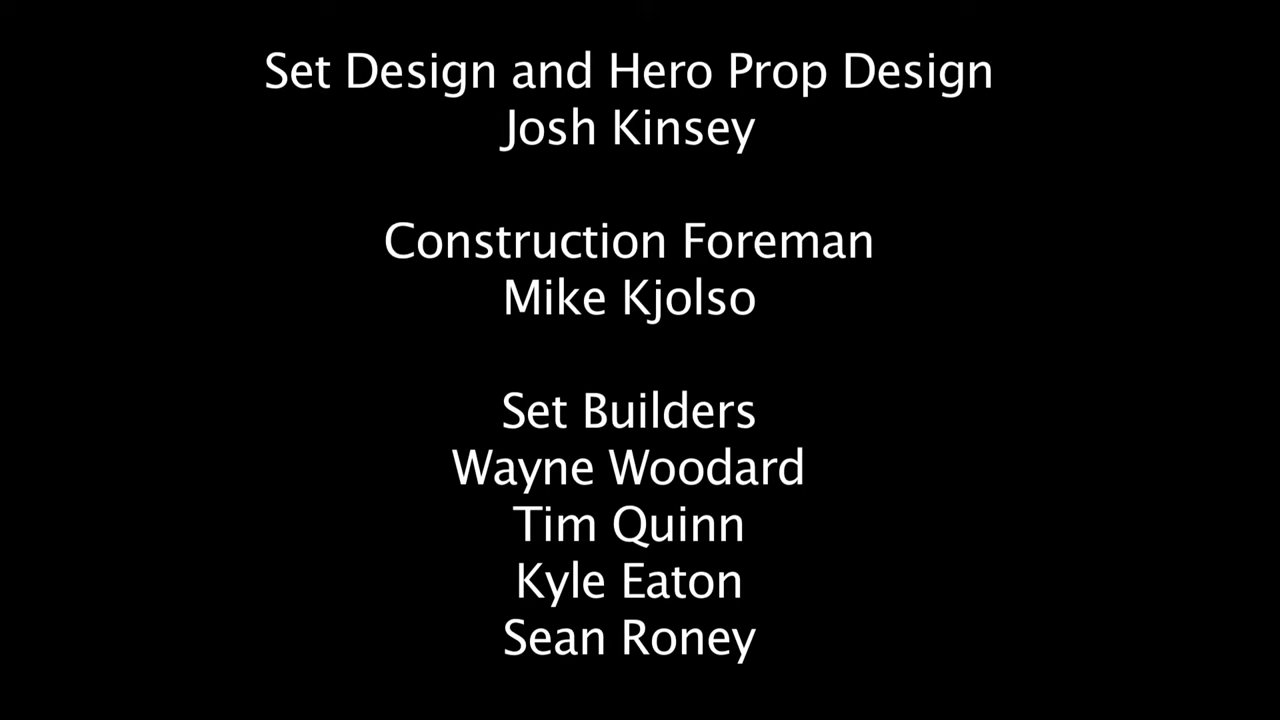 Set Design and Hero Prop Design
Josh Kinsey
Construction Foreman
Mike Kjolso
Set Builders
Wayne Woodard
Tim Quinn
Kyle Eaton
Sean Roney